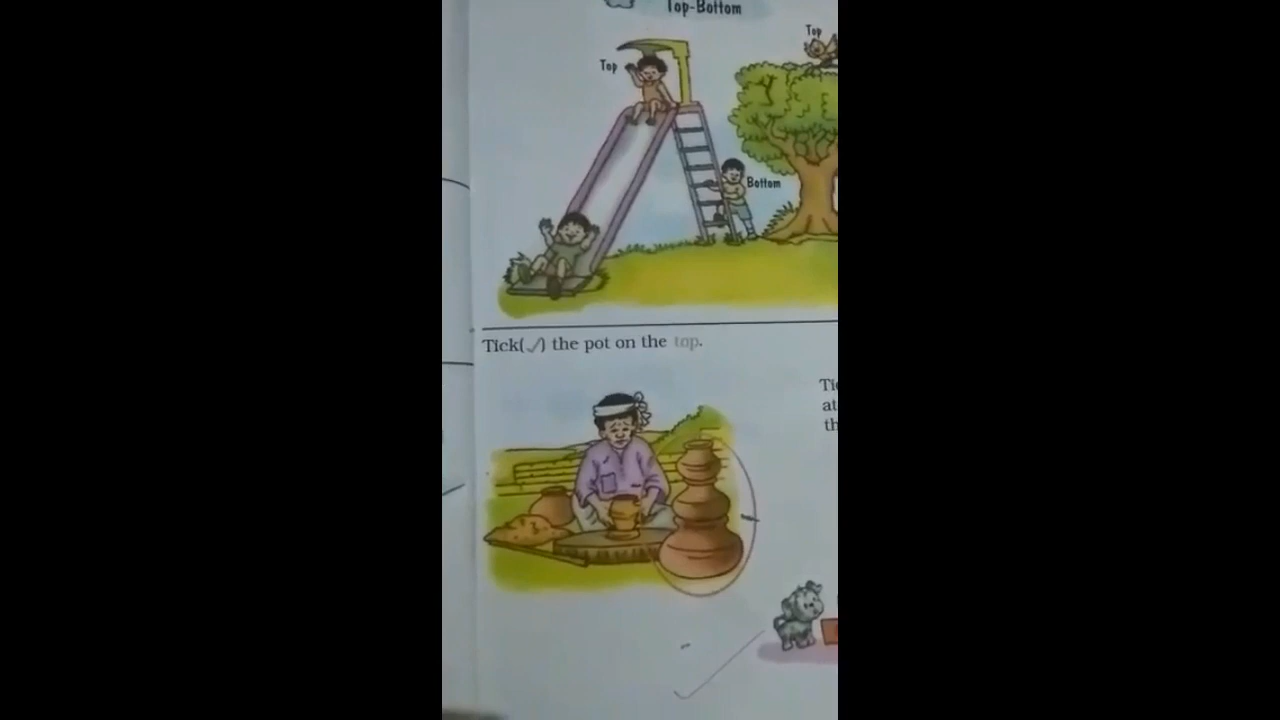 Top-Bottom
Top
Top
Bottom
Tick(✓) the pot on the top.